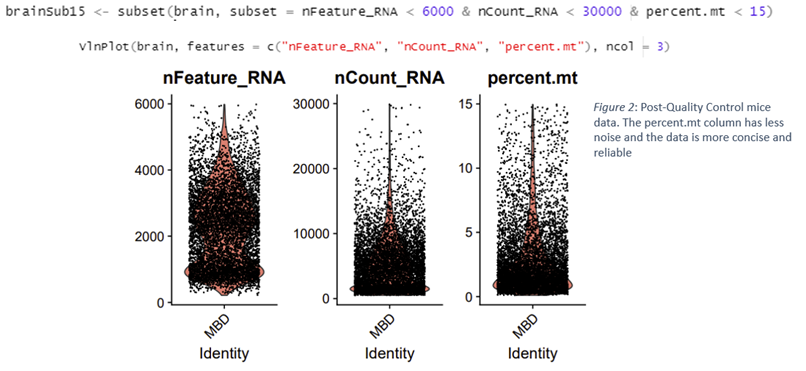 brainSub15 <- subset(brain, subset = nFeature_RNA < 6000 & nCount_RNA < 30000 & percent.mt < 15)
VlnPlot(brain, features = c("nFeature_RNA", "nCount_RNA", "percent.mt"), ncol = 3)
nFeature_RNA nCount_RNA percent.mt
6000
4000
2000
0
MBD
Identity
30000
20000
10000
0
MBD
Identity
15
10
5
0
MBD
Identity
Figure 2: Post-Quality Control mice
data. The percent.mt column has less
noise and the data is more concise and
reliable